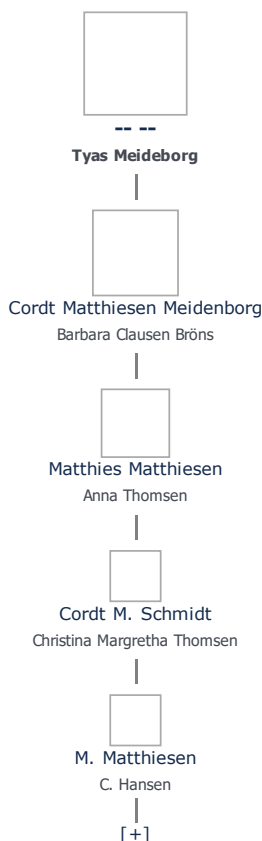 -- --
Tyas Meideborg
Cordt Matthiesen Meidenborg
Barbara Clausen Bröns
Matthies Matthiesen
Anna Thomsen
Cordt M. Schmidt
Christina Margretha Thomsen
M. Matthiesen
C. Hansen
[+]